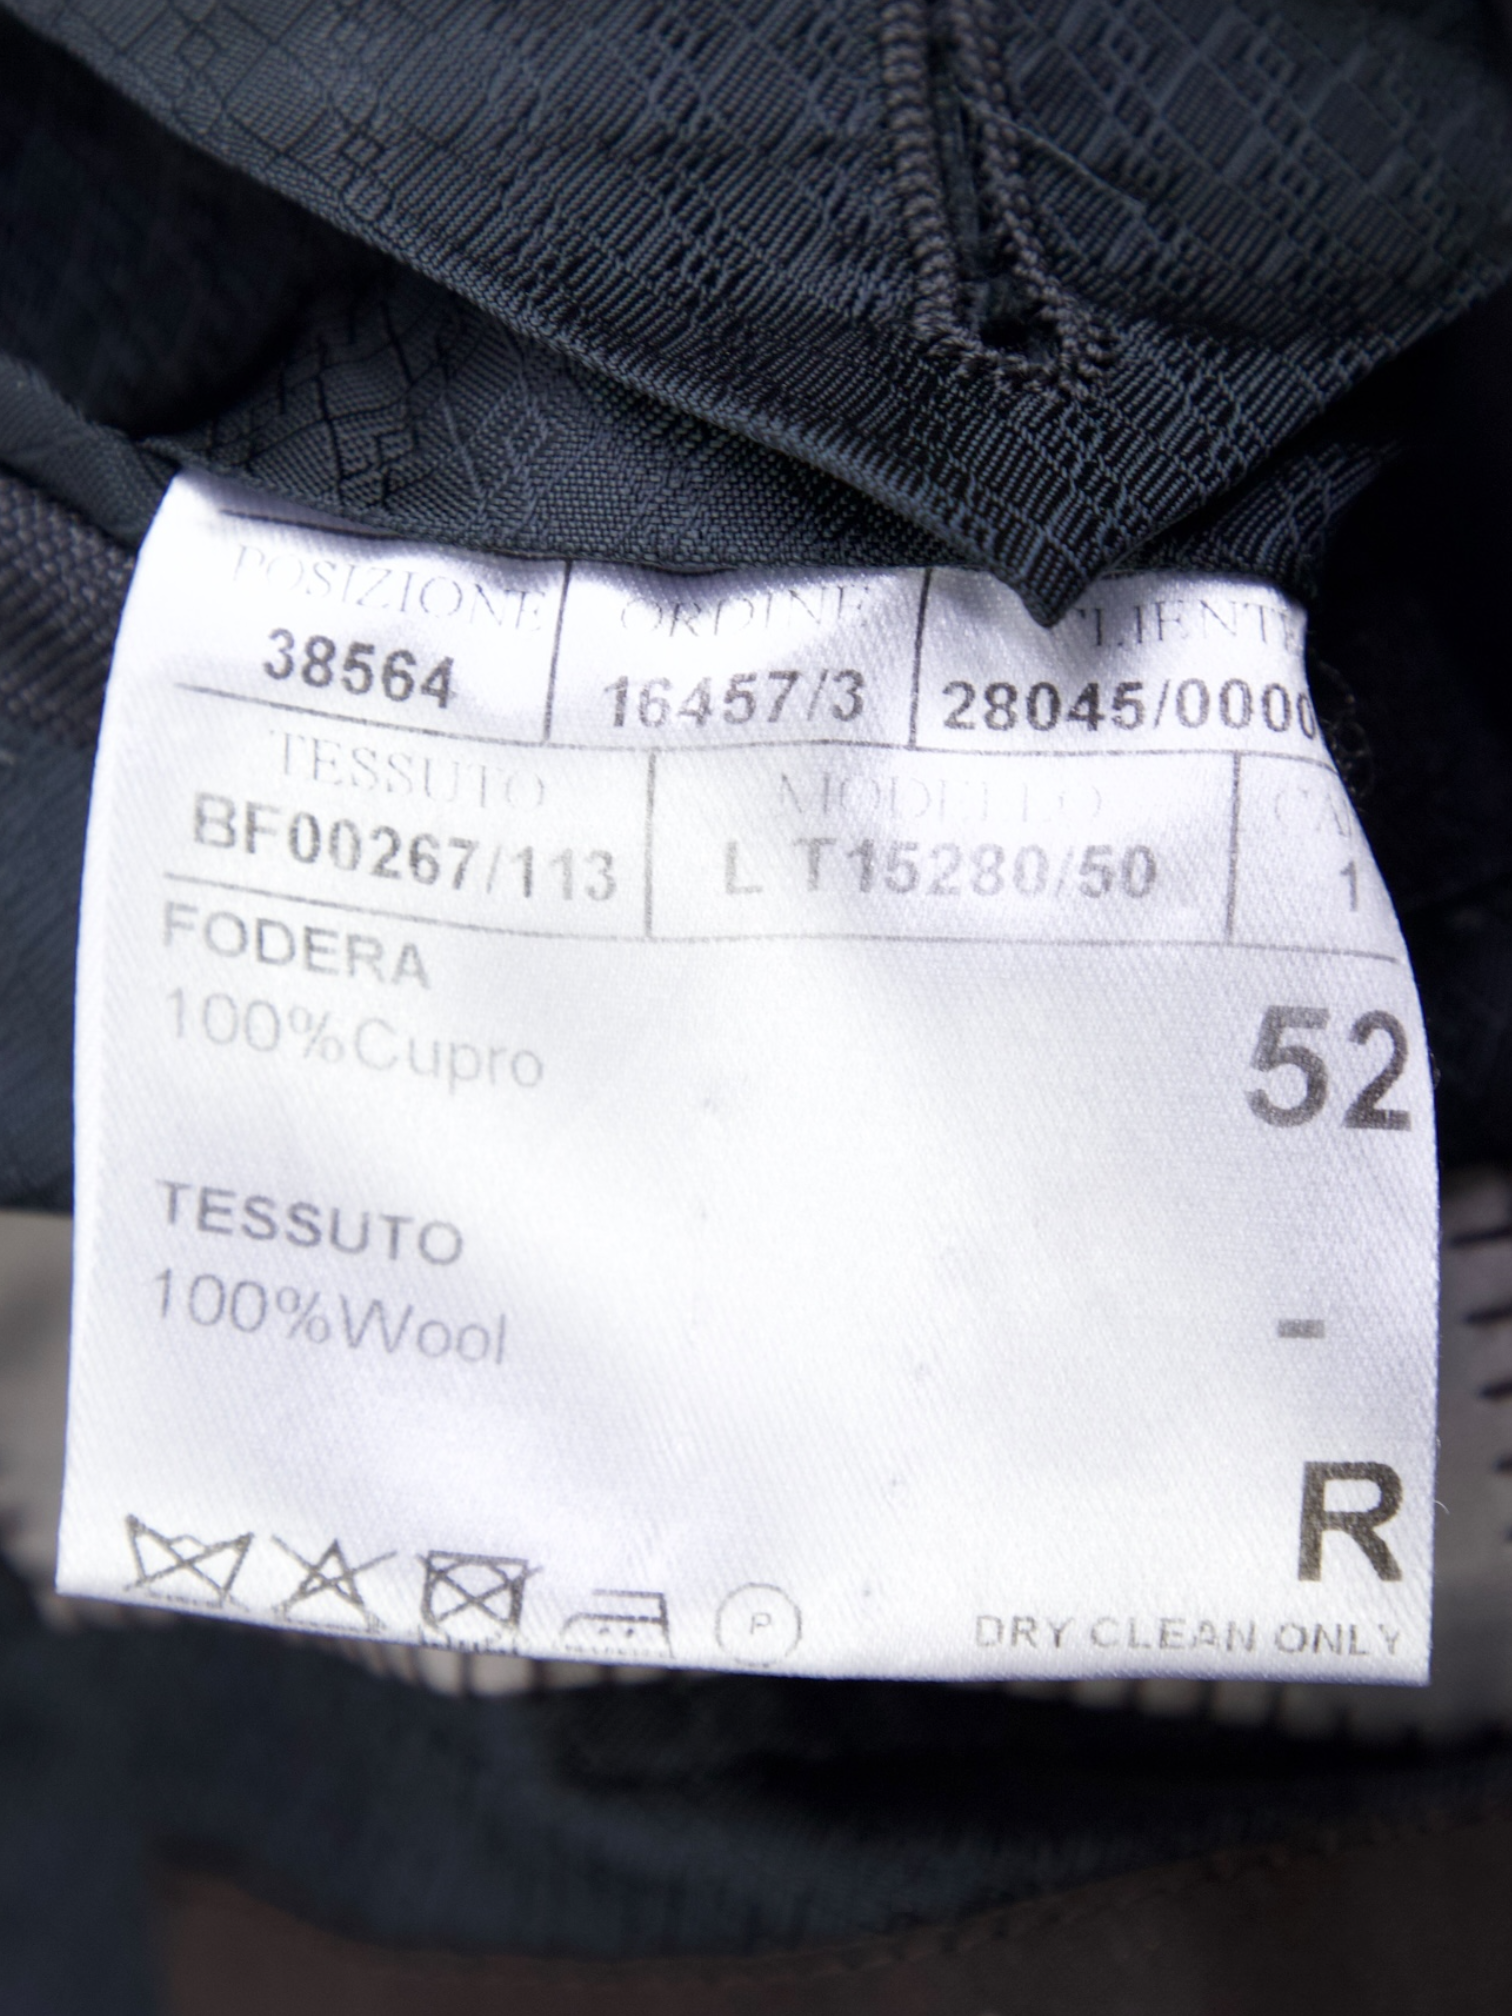 POSIZIONE ORDINE CLIENTE
38564 16457/3 28045/0000
TESSUTO MODELLO
BF00267/113 L T15280/50 1
FODERA
100%Cupro
52
TESSUTO
100%Wool
-
R
P
DRY CLEAN ONLY